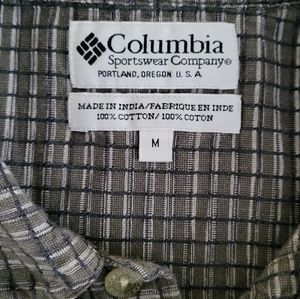 Columbia
Sportswear Company®
PORTLAND, OREGON U. S. A.
MADE IN INDIA/FABRIQUE EN INDE
100% COTTON/100% COTON
M